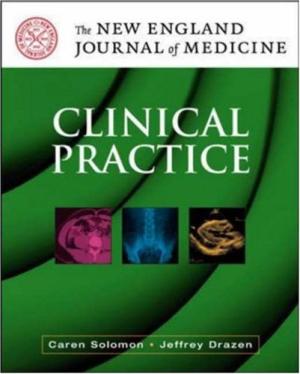 The NEW ENGLAND
JOURNAL of MEDICINE
CLINICAL
PRACTICE
Caren Solomon • Jeffrey Drazen